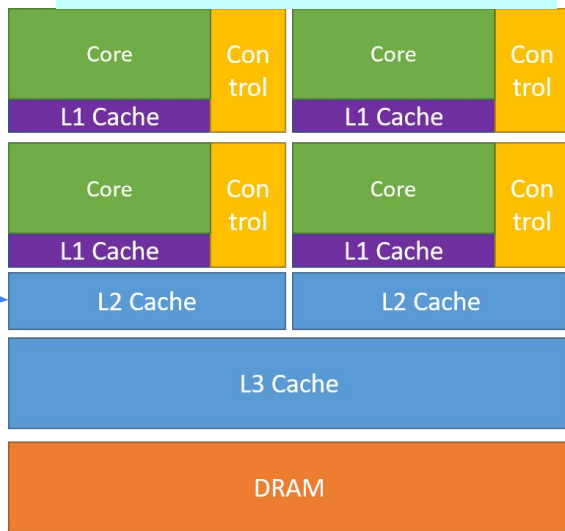 Core
Con
trol
L1 Cache
Core
Con
trol
L1 Cache
Core
Con
trol
L1 Cache
Core
Con
trol
L1 Cache
L2 Cache
L2 Cache
L3 Cache
DRAM